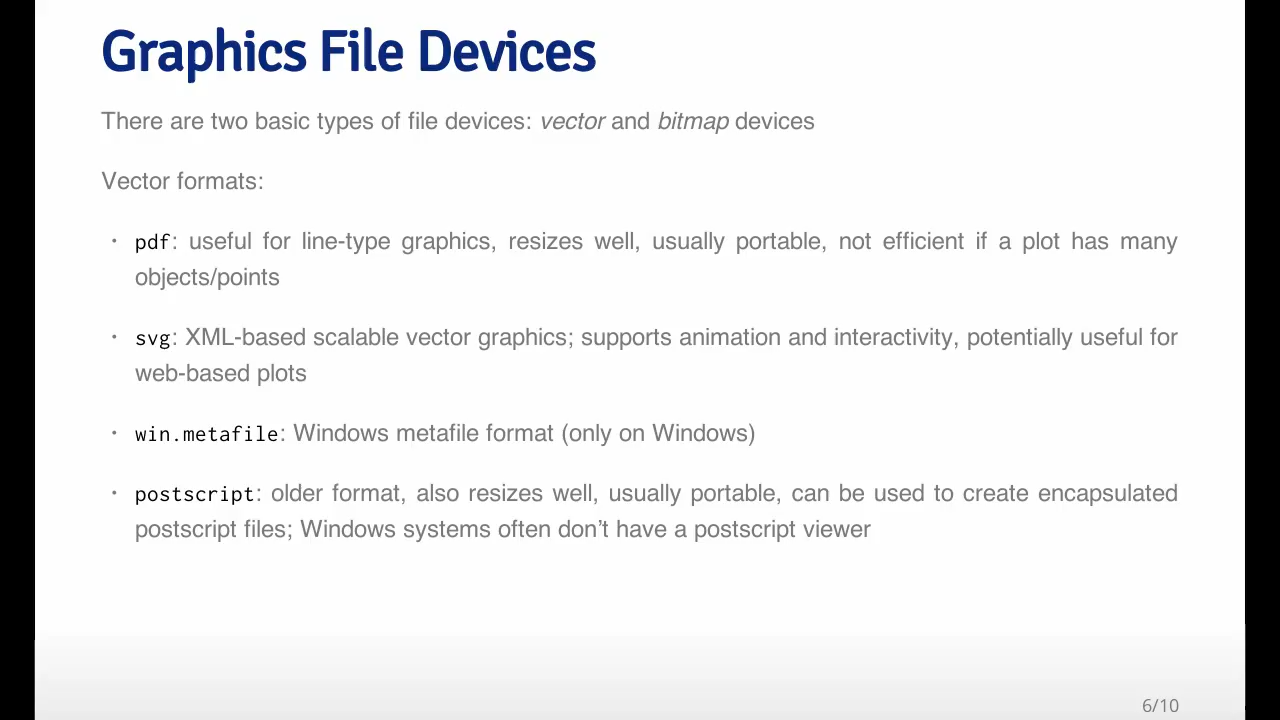 Graphics File Devices
There are two basic types of file devices: vector and bitmap devices
Vector formats:
• pdf: useful for line-type graphics, resizes well, usually portable, not efficient if a plot has many
objects/points
• svg: XML-based scalable vector graphics; supports animation and interactivity, potentially useful for
web-based plots
• win.metafile: Windows metafile format (only on Windows)
• postscript: older format, also resizes well, usually portable, can be used to create encapsulated
postscript files; Windows systems often don’t have a postscript viewer
6/10